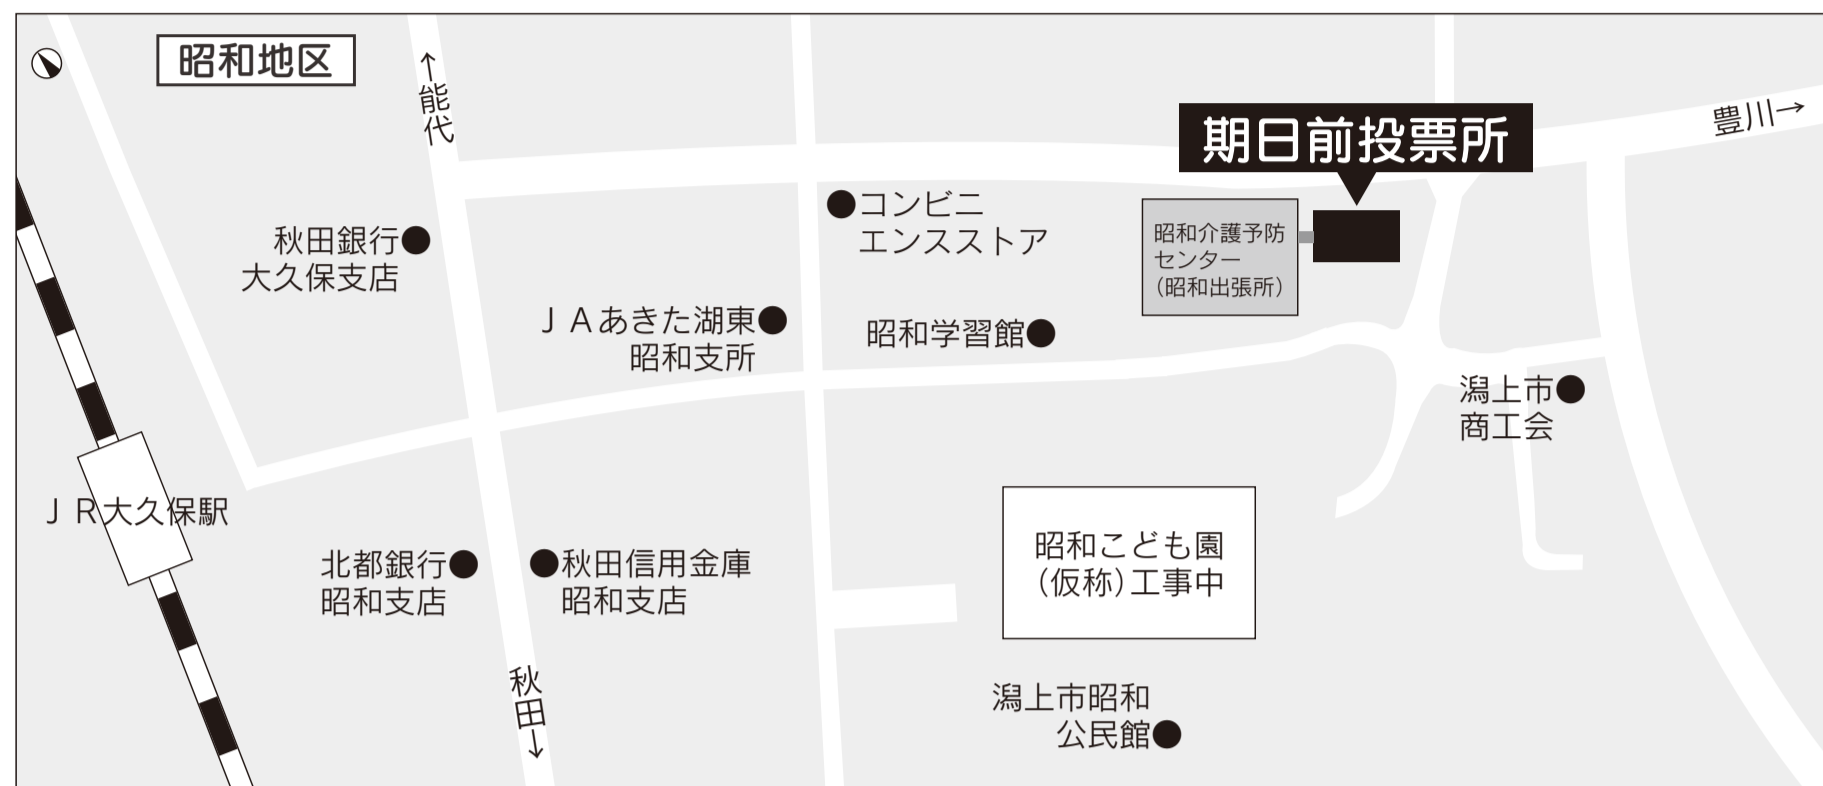 昭和地区
↑能代
期日前投票所
豊川→
コンビニ
エンスストア
秋田銀行
大久保支店
昭和介護予防
センター
（昭和出張所）
ＪＡあきた湖東
昭和支所
昭和学習館
潟上市
商工会
ＪＲ大久保駅
昭和こども園
（仮称）工事中
北都銀行
昭和支店
秋田信用金庫
昭和支店
秋田↓
潟上市昭和
公民館